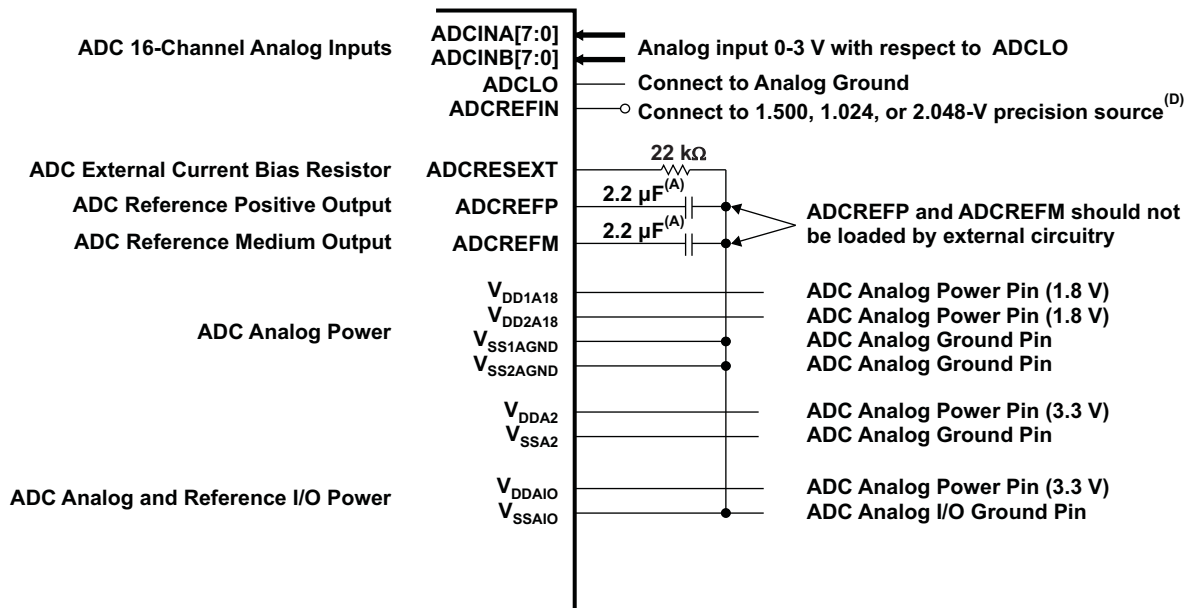 ADC 16-Channel Analog Inputs
ADCINA[7:0]
ADCINB[7:0]
Analog input 0-3 V with respect to ADCLO
ADCLO
Connect to Analog Ground
ADCREFIN
Connect to 1.500, 1.024, or 2.048-V precision source(D)
22 kΩ
ADC External Current Bias Resistor
ADCRESEXT
2.2 µF(A)
ADC Reference Positive Output
ADCREFP
2.2 µF(A)
ADC Reference Medium Output
ADCREFM
ADCREFP and ADCREFM should not
be loaded by external circuitry
VDD1A18
ADC Analog Power Pin (1.8 V)
VDD2A18
ADC Analog Power Pin (1.8 V)
ADC Analog Power
VSS1AGND
ADC Analog Ground Pin
VSS2AGND
ADC Analog Ground Pin
VDDA2
ADC Analog Power Pin (3.3 V)
VSSA2
ADC Analog Ground Pin
ADC Analog and Reference I/O Power
VDDAIO
ADC Analog Power Pin (3.3 V)
VSSAIO
ADC Analog I/O Ground Pin